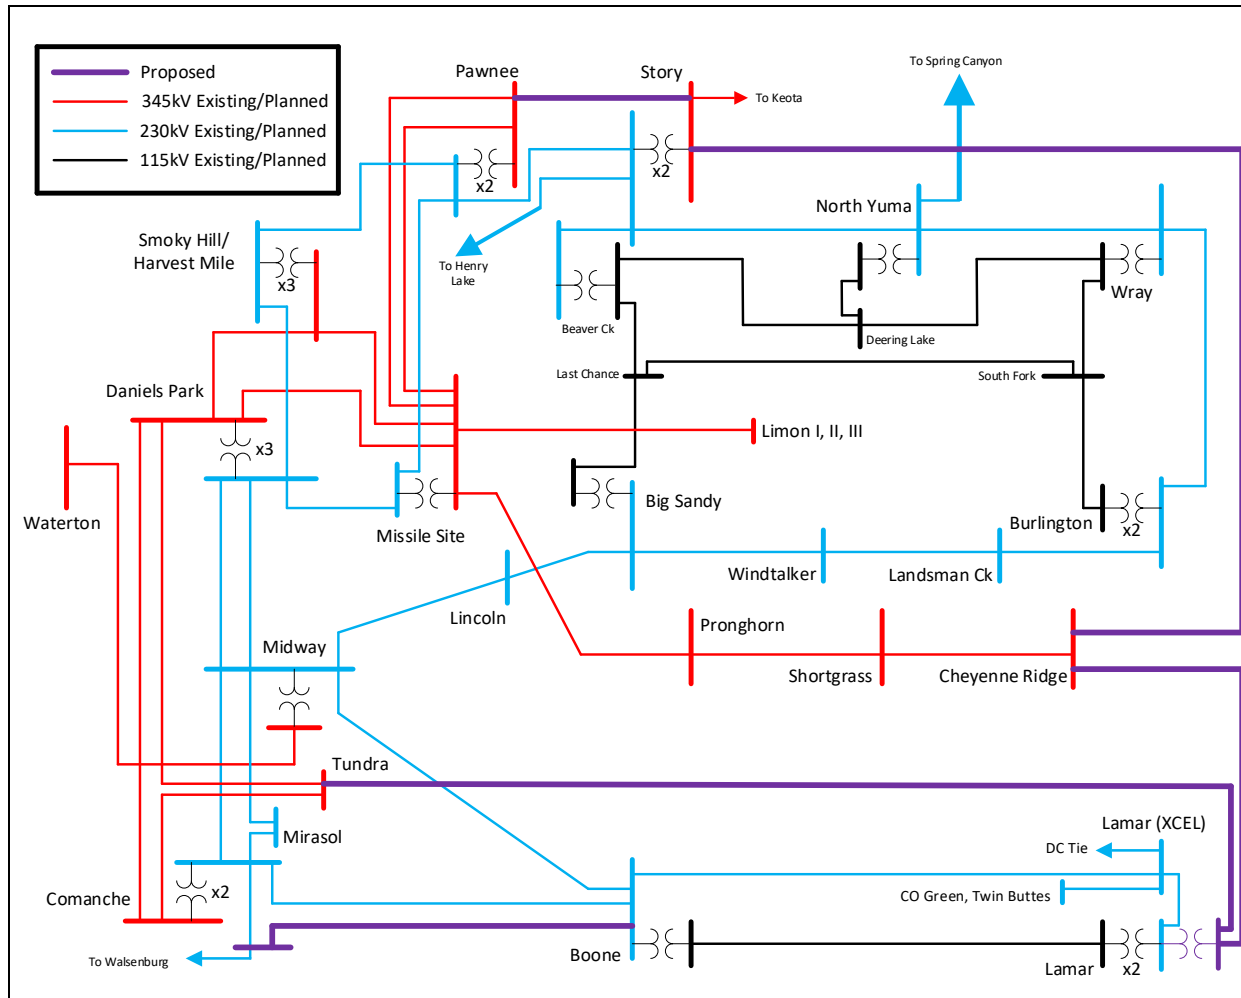 Proposed
345kV Existing/Planned
230kV Existing/Planned
115kV Existing/Planned
Pawnee
Story
To Spring Canyon
To Keota
x2
x2
North Yuma
Smoky Hill/
Harvest Mile
x3
To Henry
Lake
Wray
Beaver Ck
Deering Lake
Last Chance
South Fork
Daniels Park
x3
Limon I, II, III
Waterton
Missile Site
Big Sandy
Burlington
x2
Windtalker
Landsman Ck
Lincoln
Pronghorn
Midway
Shortgrass
Cheyenne Ridge
Tundra
Mirasol
Lamar (XCEL)
DC Tie
x2
Comanche
CO Green, Twin Buttes
To Walsenburg
Boone
Lamar
x2